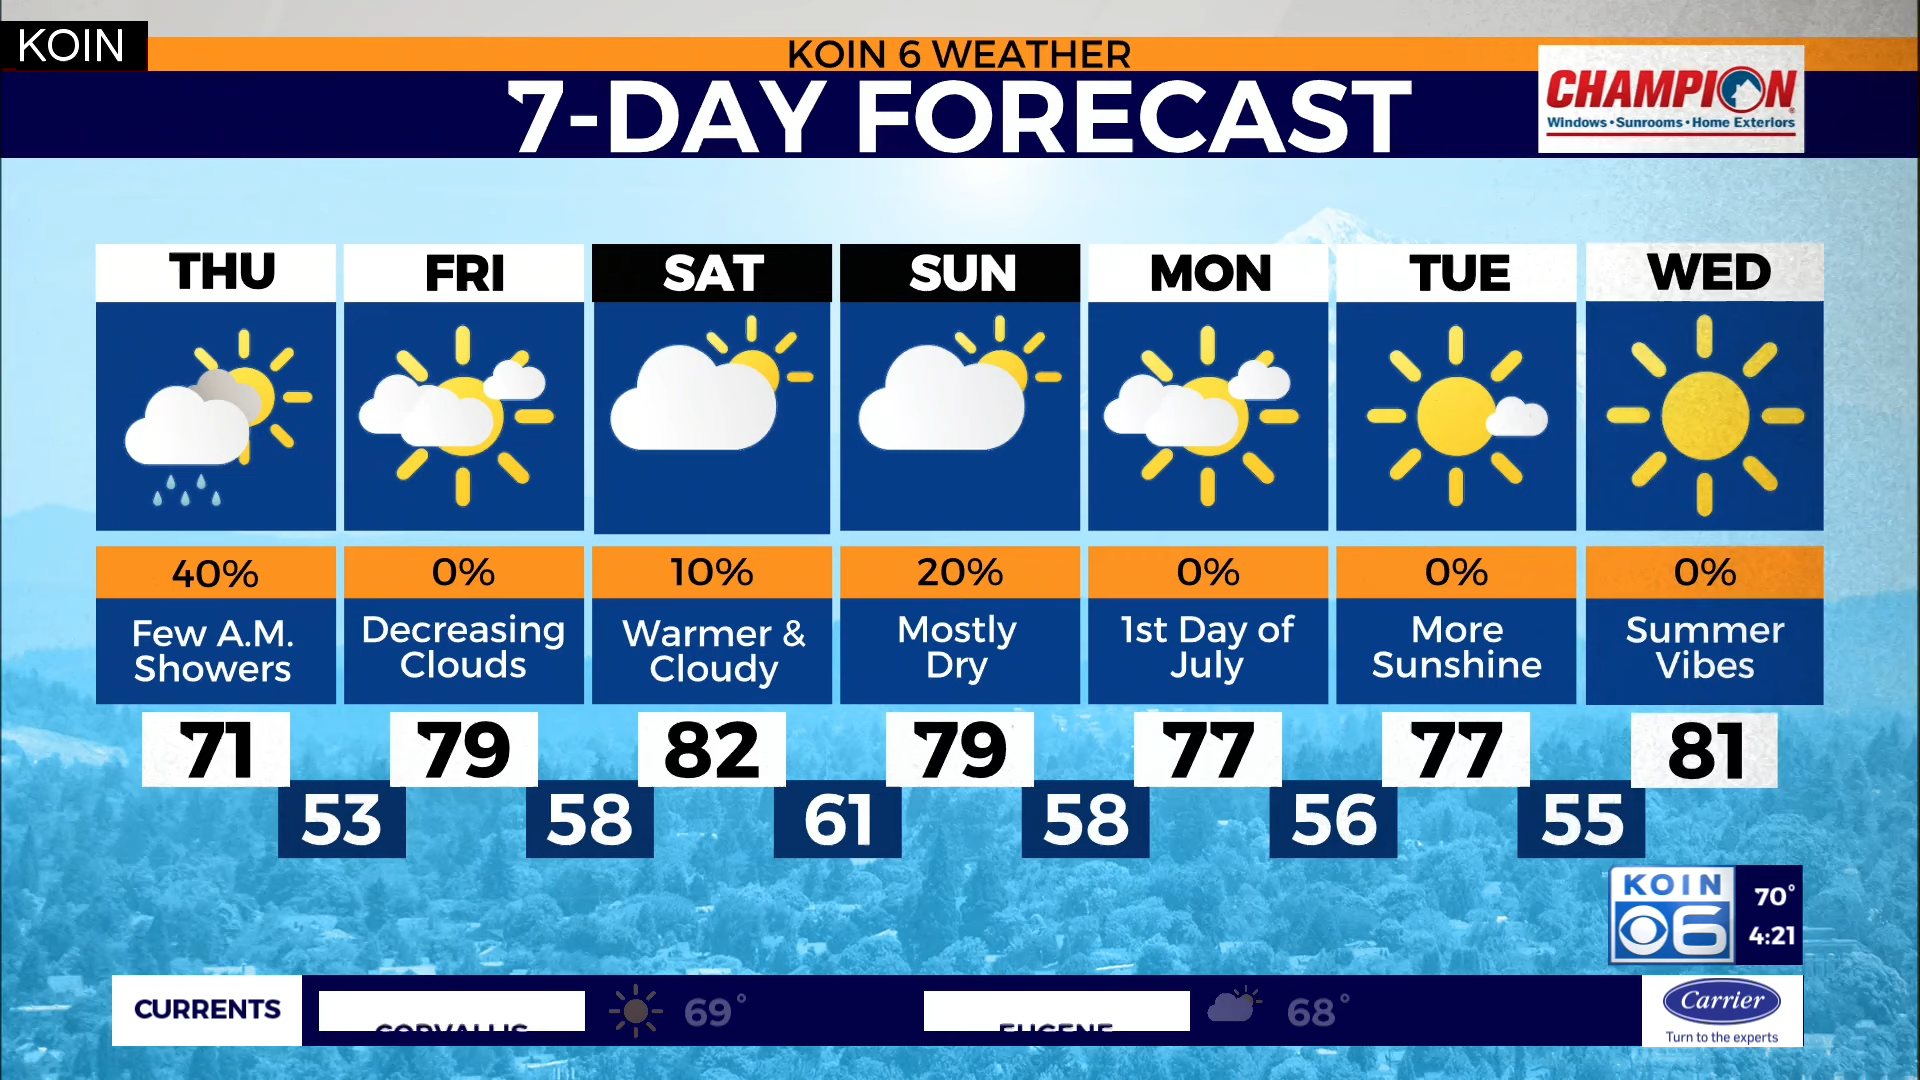 KOIN
KOIN 6 WEATHER
7-DAY FORECAST
CHAMPION
Windows • Sunrooms • Home Exteriors
THU
FRI
SAT
SUN
MON
TUE
WED
40%
0%
10%
20%
0%
0%
0%
Few A.M.
Showers
Decreasing
Clouds
Warmer &
Cloudy
Mostly
Dry
1st Day of
July
More
Sunshine
Summer
Vibes
71
79
82
79
77
77
81
53
58
61
58
56
55
KOIN
6
70°
4:21
CURRENTS
CORVALLIS
69°
EUGENE
68°
Carrier
Turn to the experts